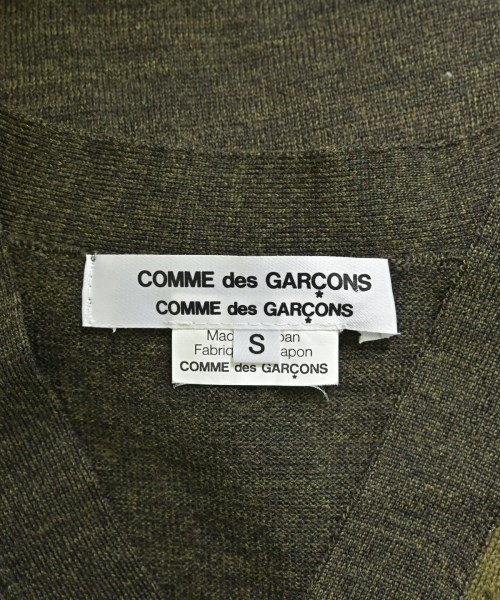 COMME des GARÇONS
COMME des GARÇONS
Mad S pan
Fabriq apon
COMME des GARÇONS